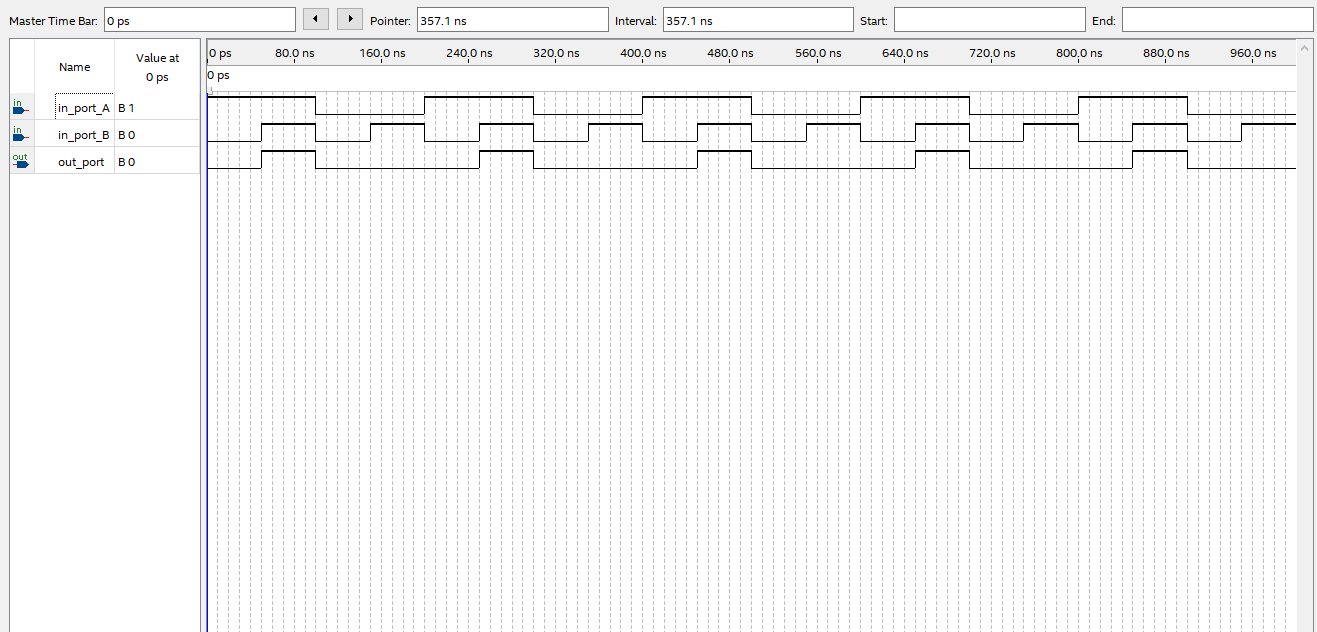 Master Time Bar: 0 ps Pointer: 357.1 ns Interval: 357.1 ns Start: End:
Name Value at 0 ps
0 ps 80.0 ns 160.0 ns 240.0 ns 320.0 ns 400.0 ns 480.0 ns 560.0 ns 640.0 ns 720.0 ns 800.0 ns 880.0 ns 960.0 ns
0 ps
in in_port_A B 1
in in_port_B B 0
out out_port B 0